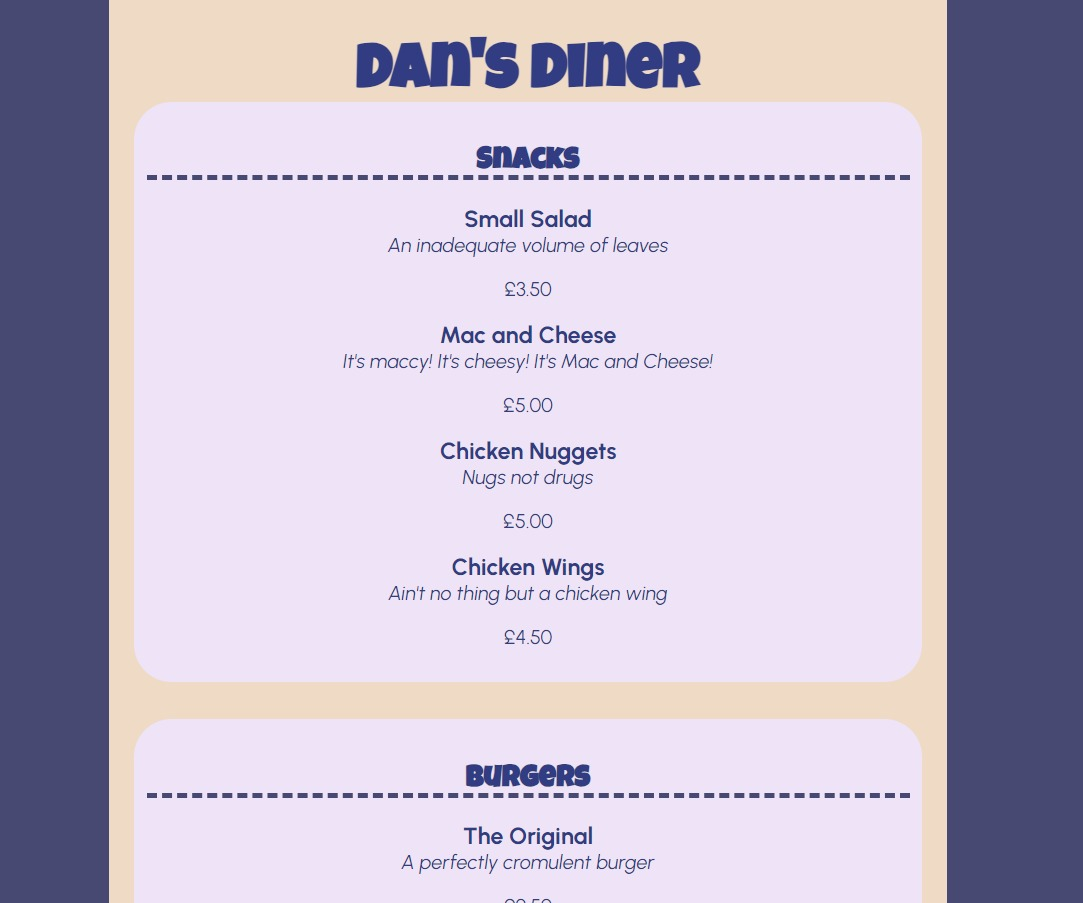 Dan's Diner
Snacks
Small Salad
An inadequate volume of leaves
£3.50
Mac and Cheese
It's maccy! It's cheesy! It's Mac and Cheese!
£5.00
Chicken Nuggets
Nugs not drugs
£5.00
Chicken Wings
Ain't no thing but a chicken wing
£4.50
Burgers
The Original
A perfectly cromulent burger